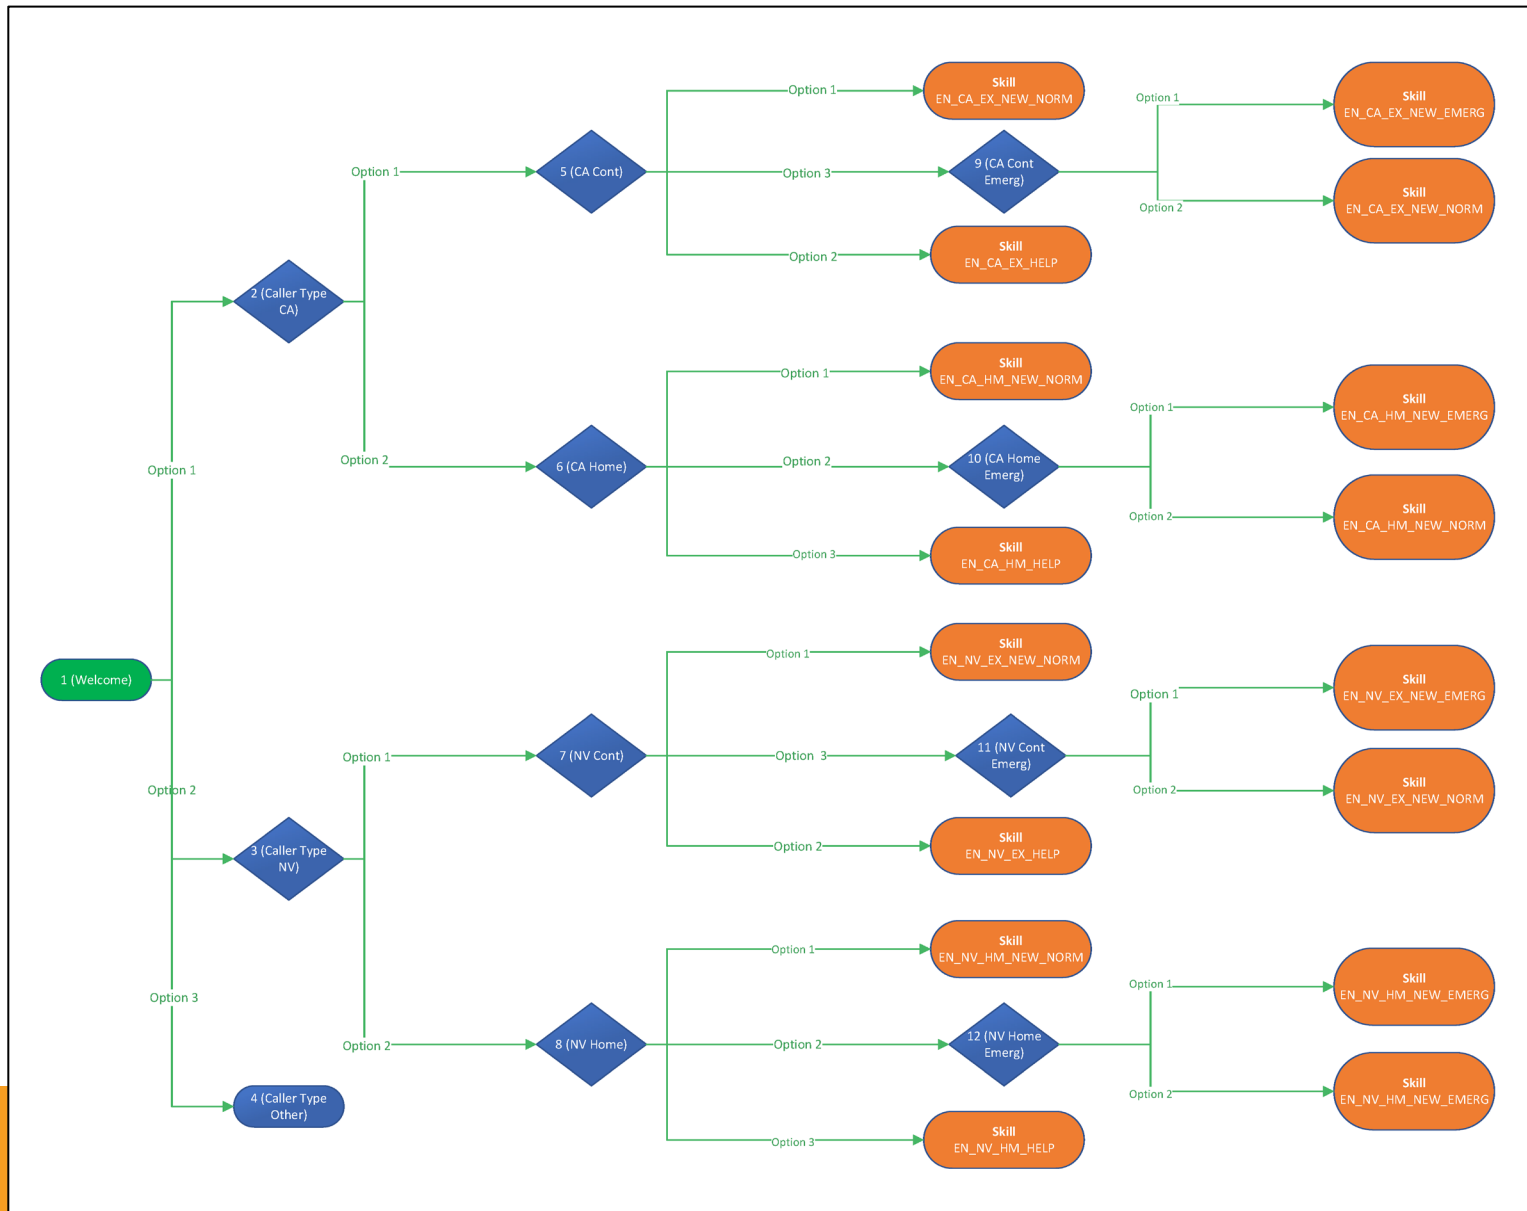 Skill
EN_CA_EX_NEW_NORM
Skill
EN_CA_EX_NEW_EMERG
Option 1
Option 1
5 (CA Cont)
Option 1
Option 3
9 (CA Cont
Emerg)
Skill
EN_CA_EX_NEW_NORM
Option 2
Skill
EN_CA_EX_HELP
Option 2
2 (Caller Type
CA)
Skill
EN_CA_HM_NEW_NORM
Option 1
Skill
EN_CA_HM_NEW_EMERG
Option 1
Option 2
6 (CA Home)
Option 2
10 (CA Home
Emerg)
Option 1
Option 2
Skill
EN_CA_HM_NEW_NORM
Option 3
Skill
EN_CA_HM_HELP
1 (Welcome)
Option 1
Skill
EN_NV_EX_NEW_NORM
Option 1
Skill
EN_NV_EX_NEW_EMERG
Option 1
7 (NV Cont)
Option  3
11 (NV Cont
Emerg)
Option 2
Option 2
Skill
EN_NV_EX_NEW_NORM
3 (Caller Type
NV)
Option 2
Skill
EN_NV_EX_HELP
Option 1
Skill
EN_NV_HM_NEW_NORM
Option 3
Option 1
Skill
EN_NV_HM_NEW_EMERG
Option 2
8 (NV Home)
Option 2
12 (NV Home
Emerg)
Option 2
Skill
EN_NV_HM_NEW_EMERG
4 (Caller Type
Other)
Option 3
Skill
EN_NV_HM_HELP